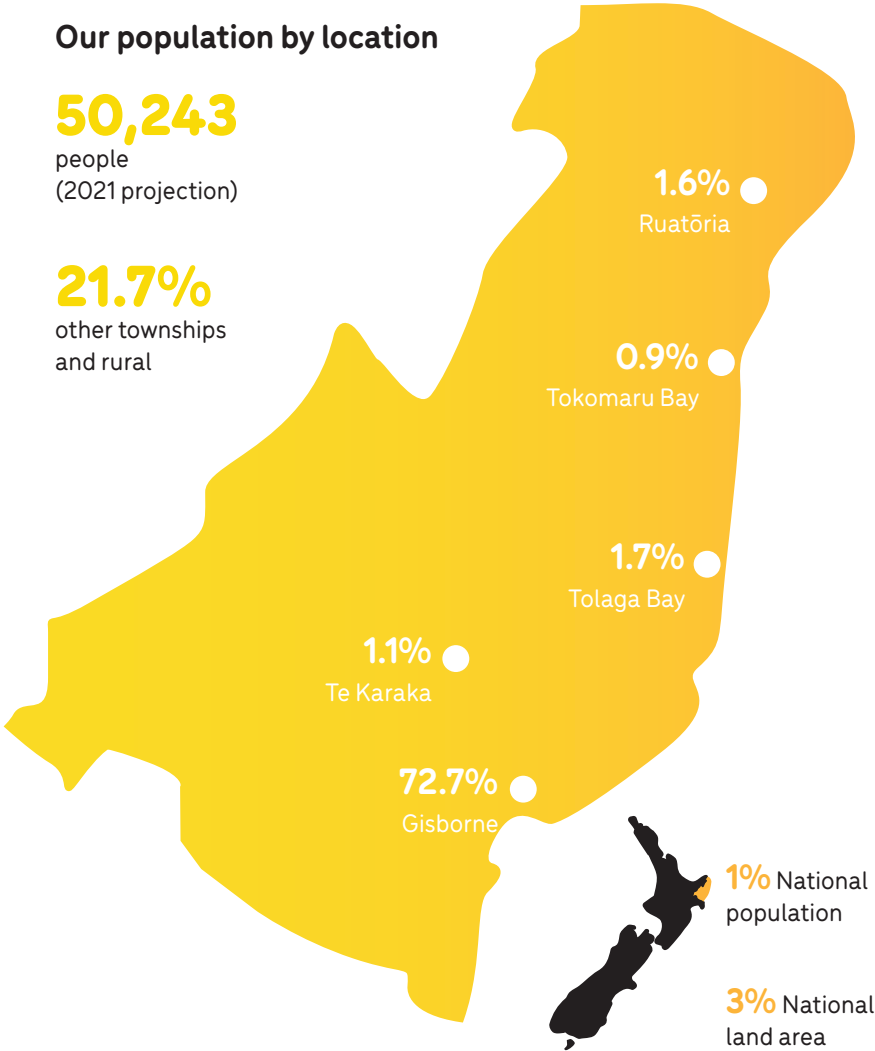 Our population by location
50,243
people
(2021 projection)
21.7%
other townships
and rural
1.6%
Ruatōria
0.9%
Tokomaru Bay
1.7%
Tolaga Bay
1.1%
Te Karaka
72.7%
Gisborne
1% National
population
3% National
land area